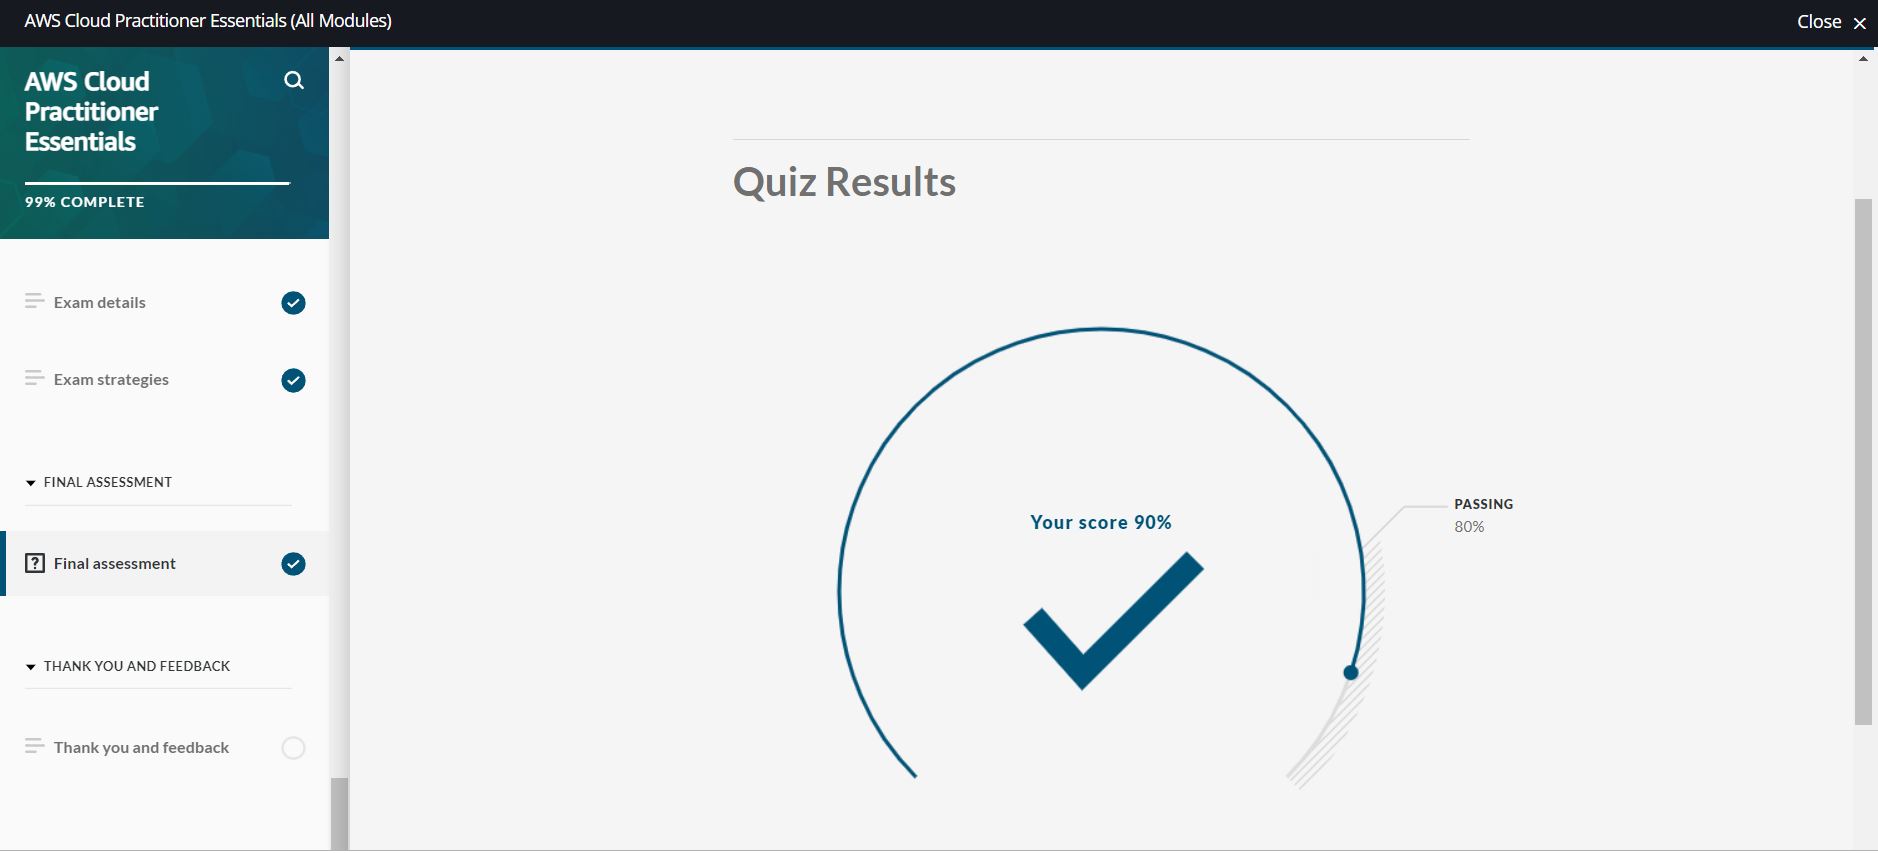 AWS Cloud Practitioner Essentials (All Modules)
Close
AWS Cloud
Practitioner
Essentials
99% COMPLETE
Exam details
Exam strategies
FINAL ASSESSMENT
Final assessment
THANK YOU AND FEEDBACK
Thank you and feedback
Quiz Results
Your score 90%
PASSING
80%